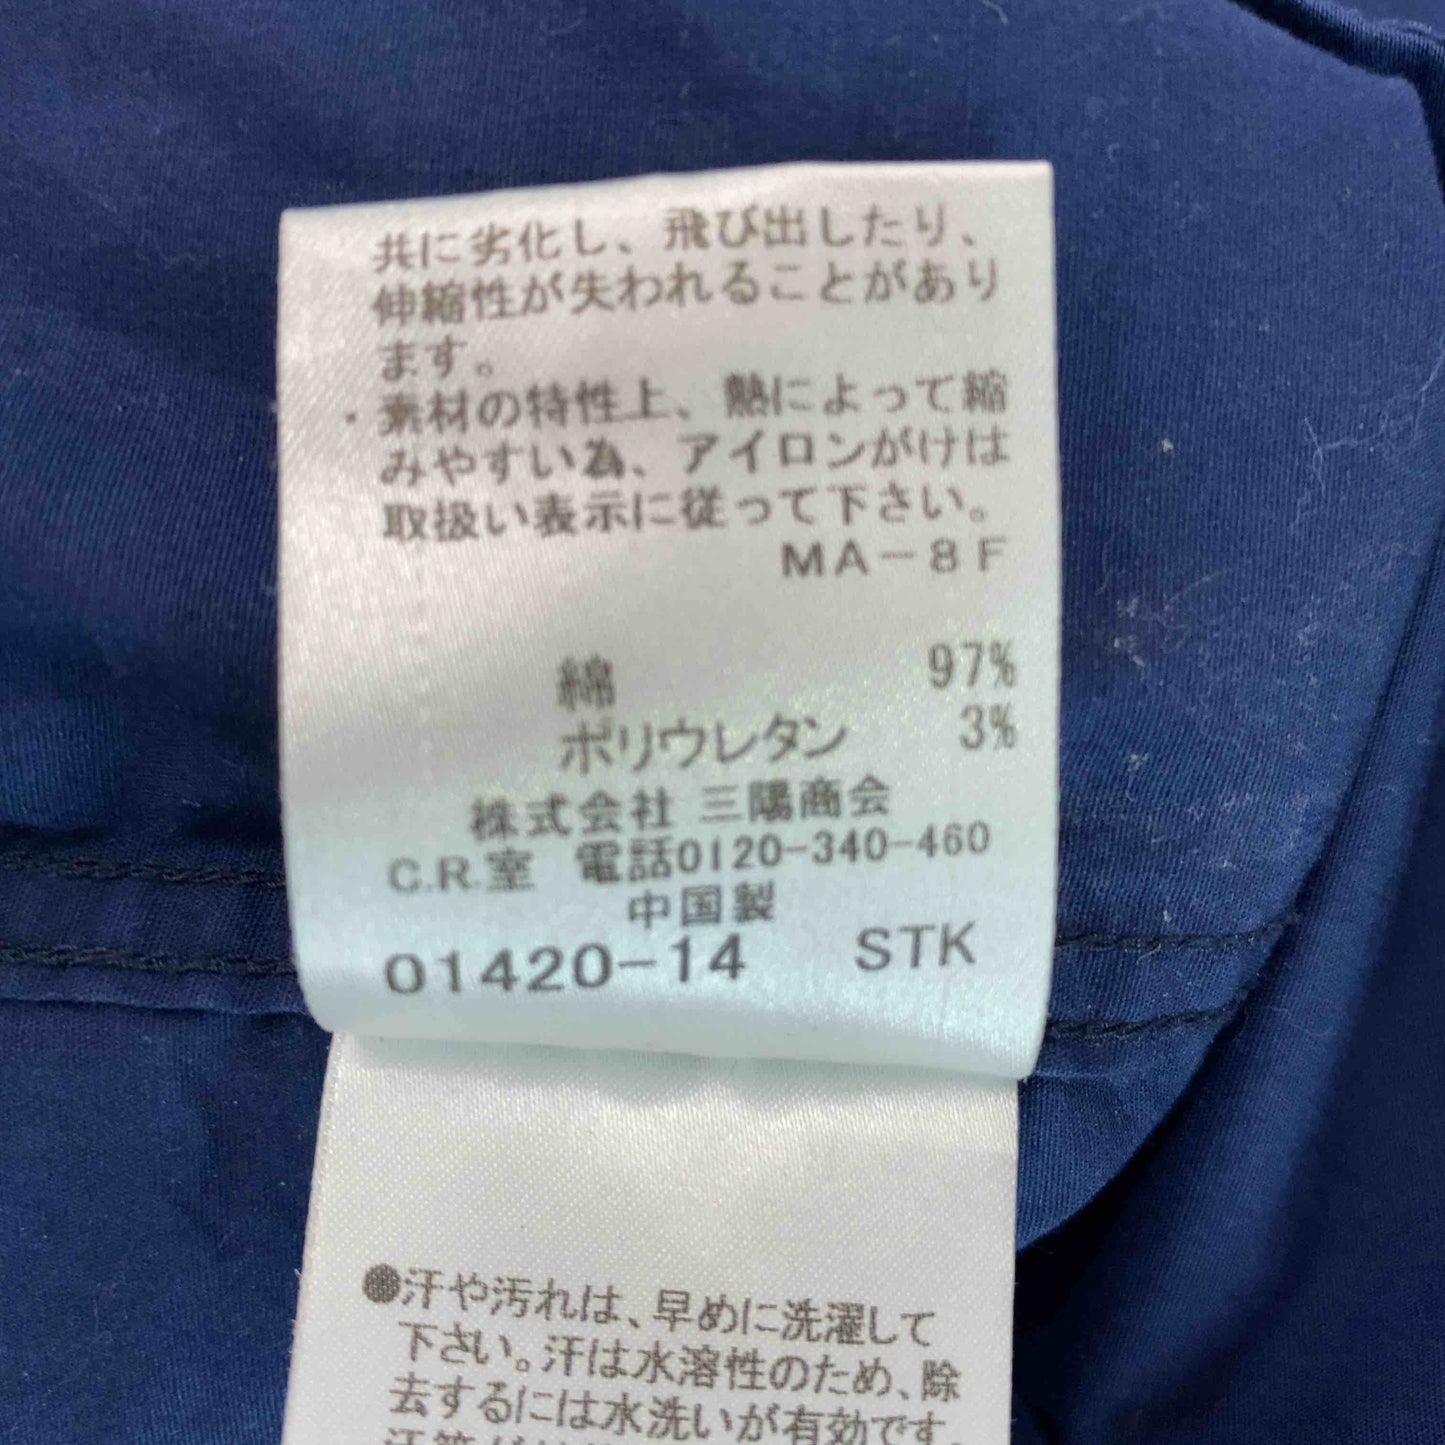 共に劣化し、飛び出したり、
伸縮性が失われることがあり
ます。
・素材の特性上、熱によって縮
みやすい為、アイロンがけは
取扱い表示に従って下さい。
MA－8F
綿 97%
ポリウレタン 3%
株式会社 三陽商会
C.R.室 電話0120-340-460
中国製
01420-14 STK
●汗や汚れは、早めに洗濯して
下さい。汗は水溶性のため、除
去するには水洗いが有効です。